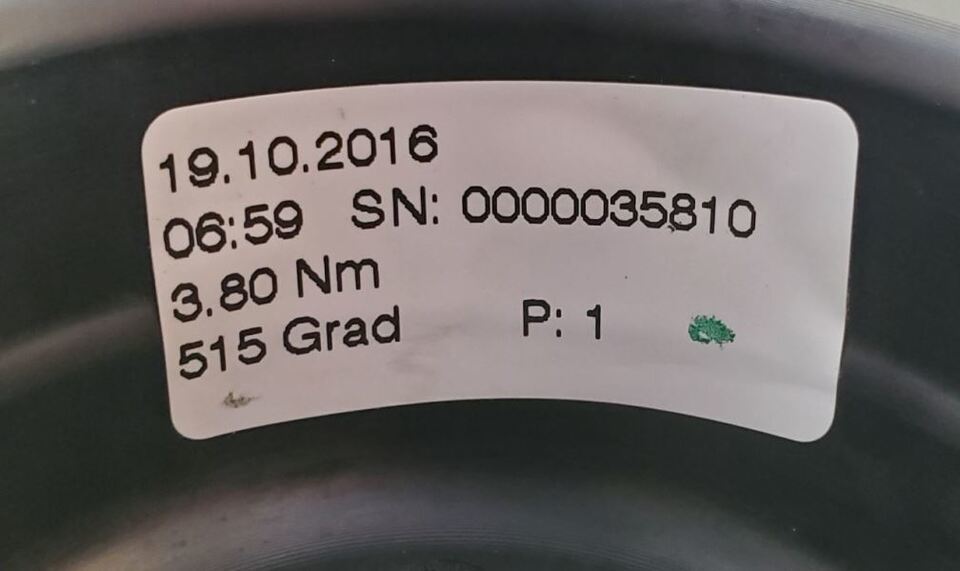 19.10.2016
06:59 SN: 0000035810
3.80 Nm
515 Grad P: 1